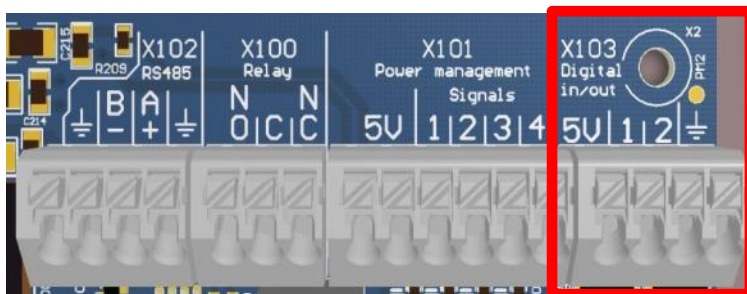 C215
R209
C214
X102
RS485
B A
- +
X100
Relay
N N
O|C|C
X101
Power management
Signals
5V|1|2|3|4
X103
Digital
in/out
5V|1|2
X2
PM2